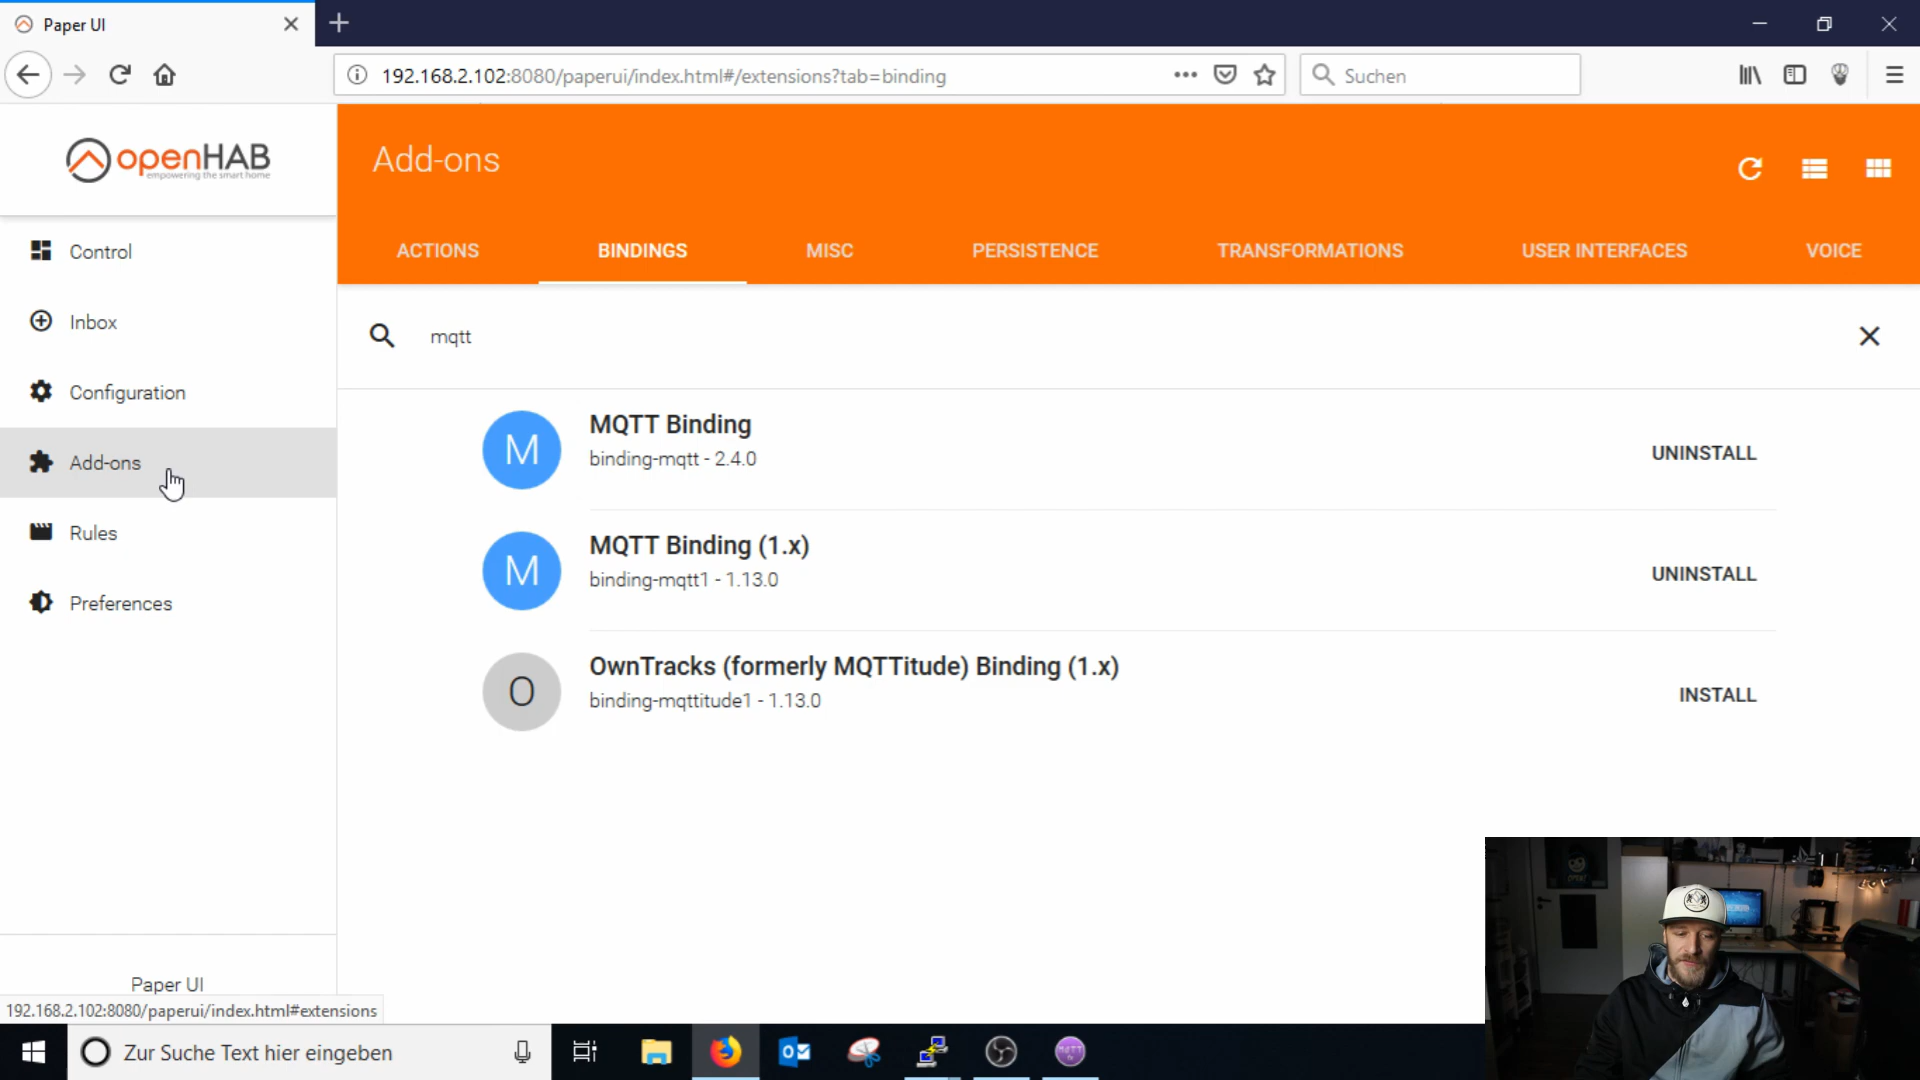 Paper UI
192.168.2.102:8080/paperui/index.html#/extensions?tab=binding
Suchen
openHAB
empowering the smart home
Add-ons
ACTIONS
BINDINGS
MISC
PERSISTENCE
TRANSFORMATIONS
USER INTERFACES
VOICE
Control
Inbox
Configuration
Add-ons
Rules
Preferences
mqtt
M
MQTT Binding
binding-mqtt - 2.4.0
UNINSTALL
M
MQTT Binding (1.x)
binding-mqtt1 - 1.13.0
UNINSTALL
O
OwnTracks (formerly MQTTitude) Binding (1.x)
binding-mqttitude1 - 1.13.0
INSTALL
Paper UI
192.168.2.102:8080/paperui/index.html#extensions
Zur Suche Text hier eingeben